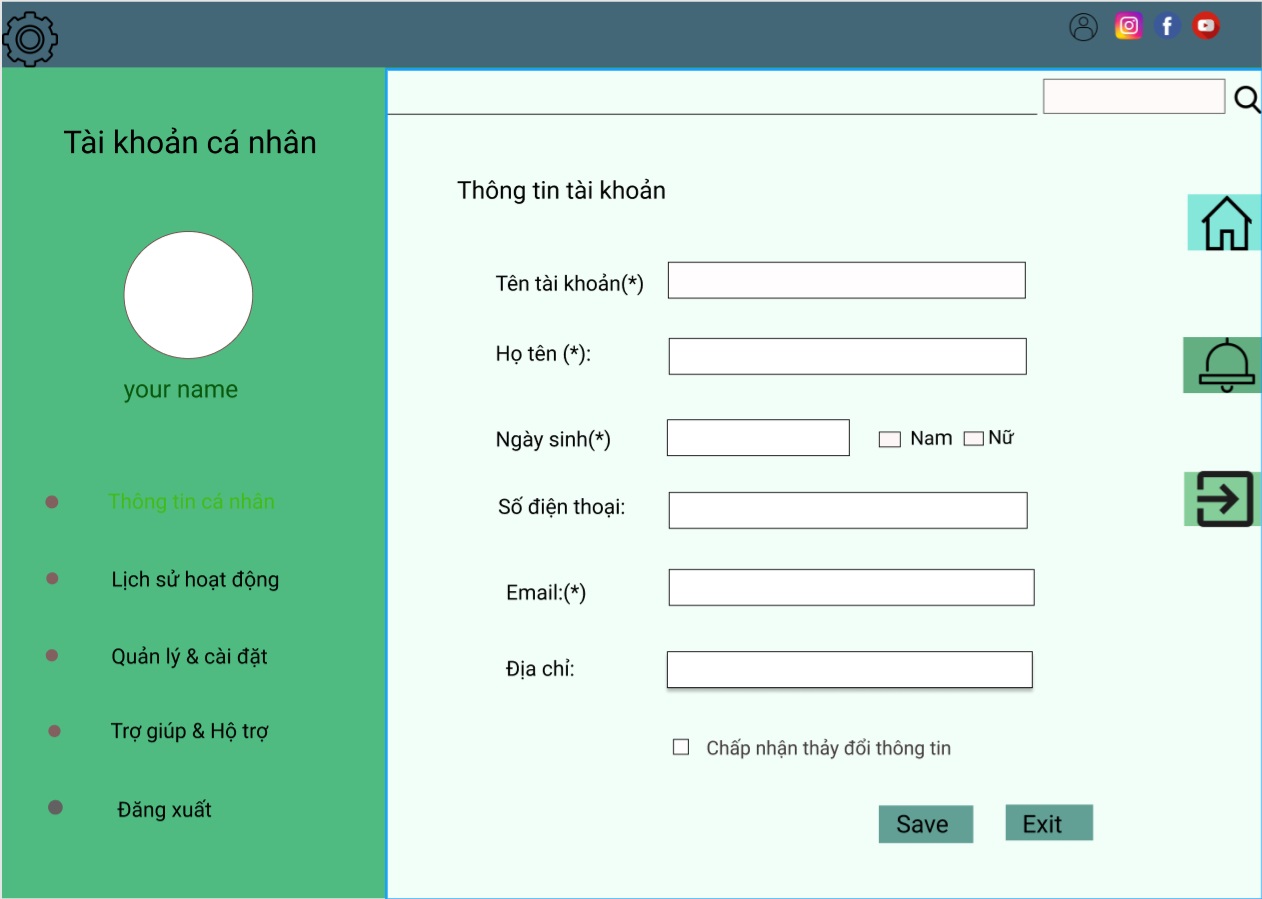 Tài khoản cá nhân
your name
Thông tin cá nhân
Lịch sử hoạt động
Quản lý & cài đặt
Trợ giúp & Hộ trợ
Đăng xuất
Thông tin tài khoản
Tên tài khoản(*)
Họ tên (*):
Ngày sinh(*) Nam Nữ
Số điện thoại:
Email:(*)
Địa chỉ:
Chấp nhận thảy đổi thông tin
Save Exit